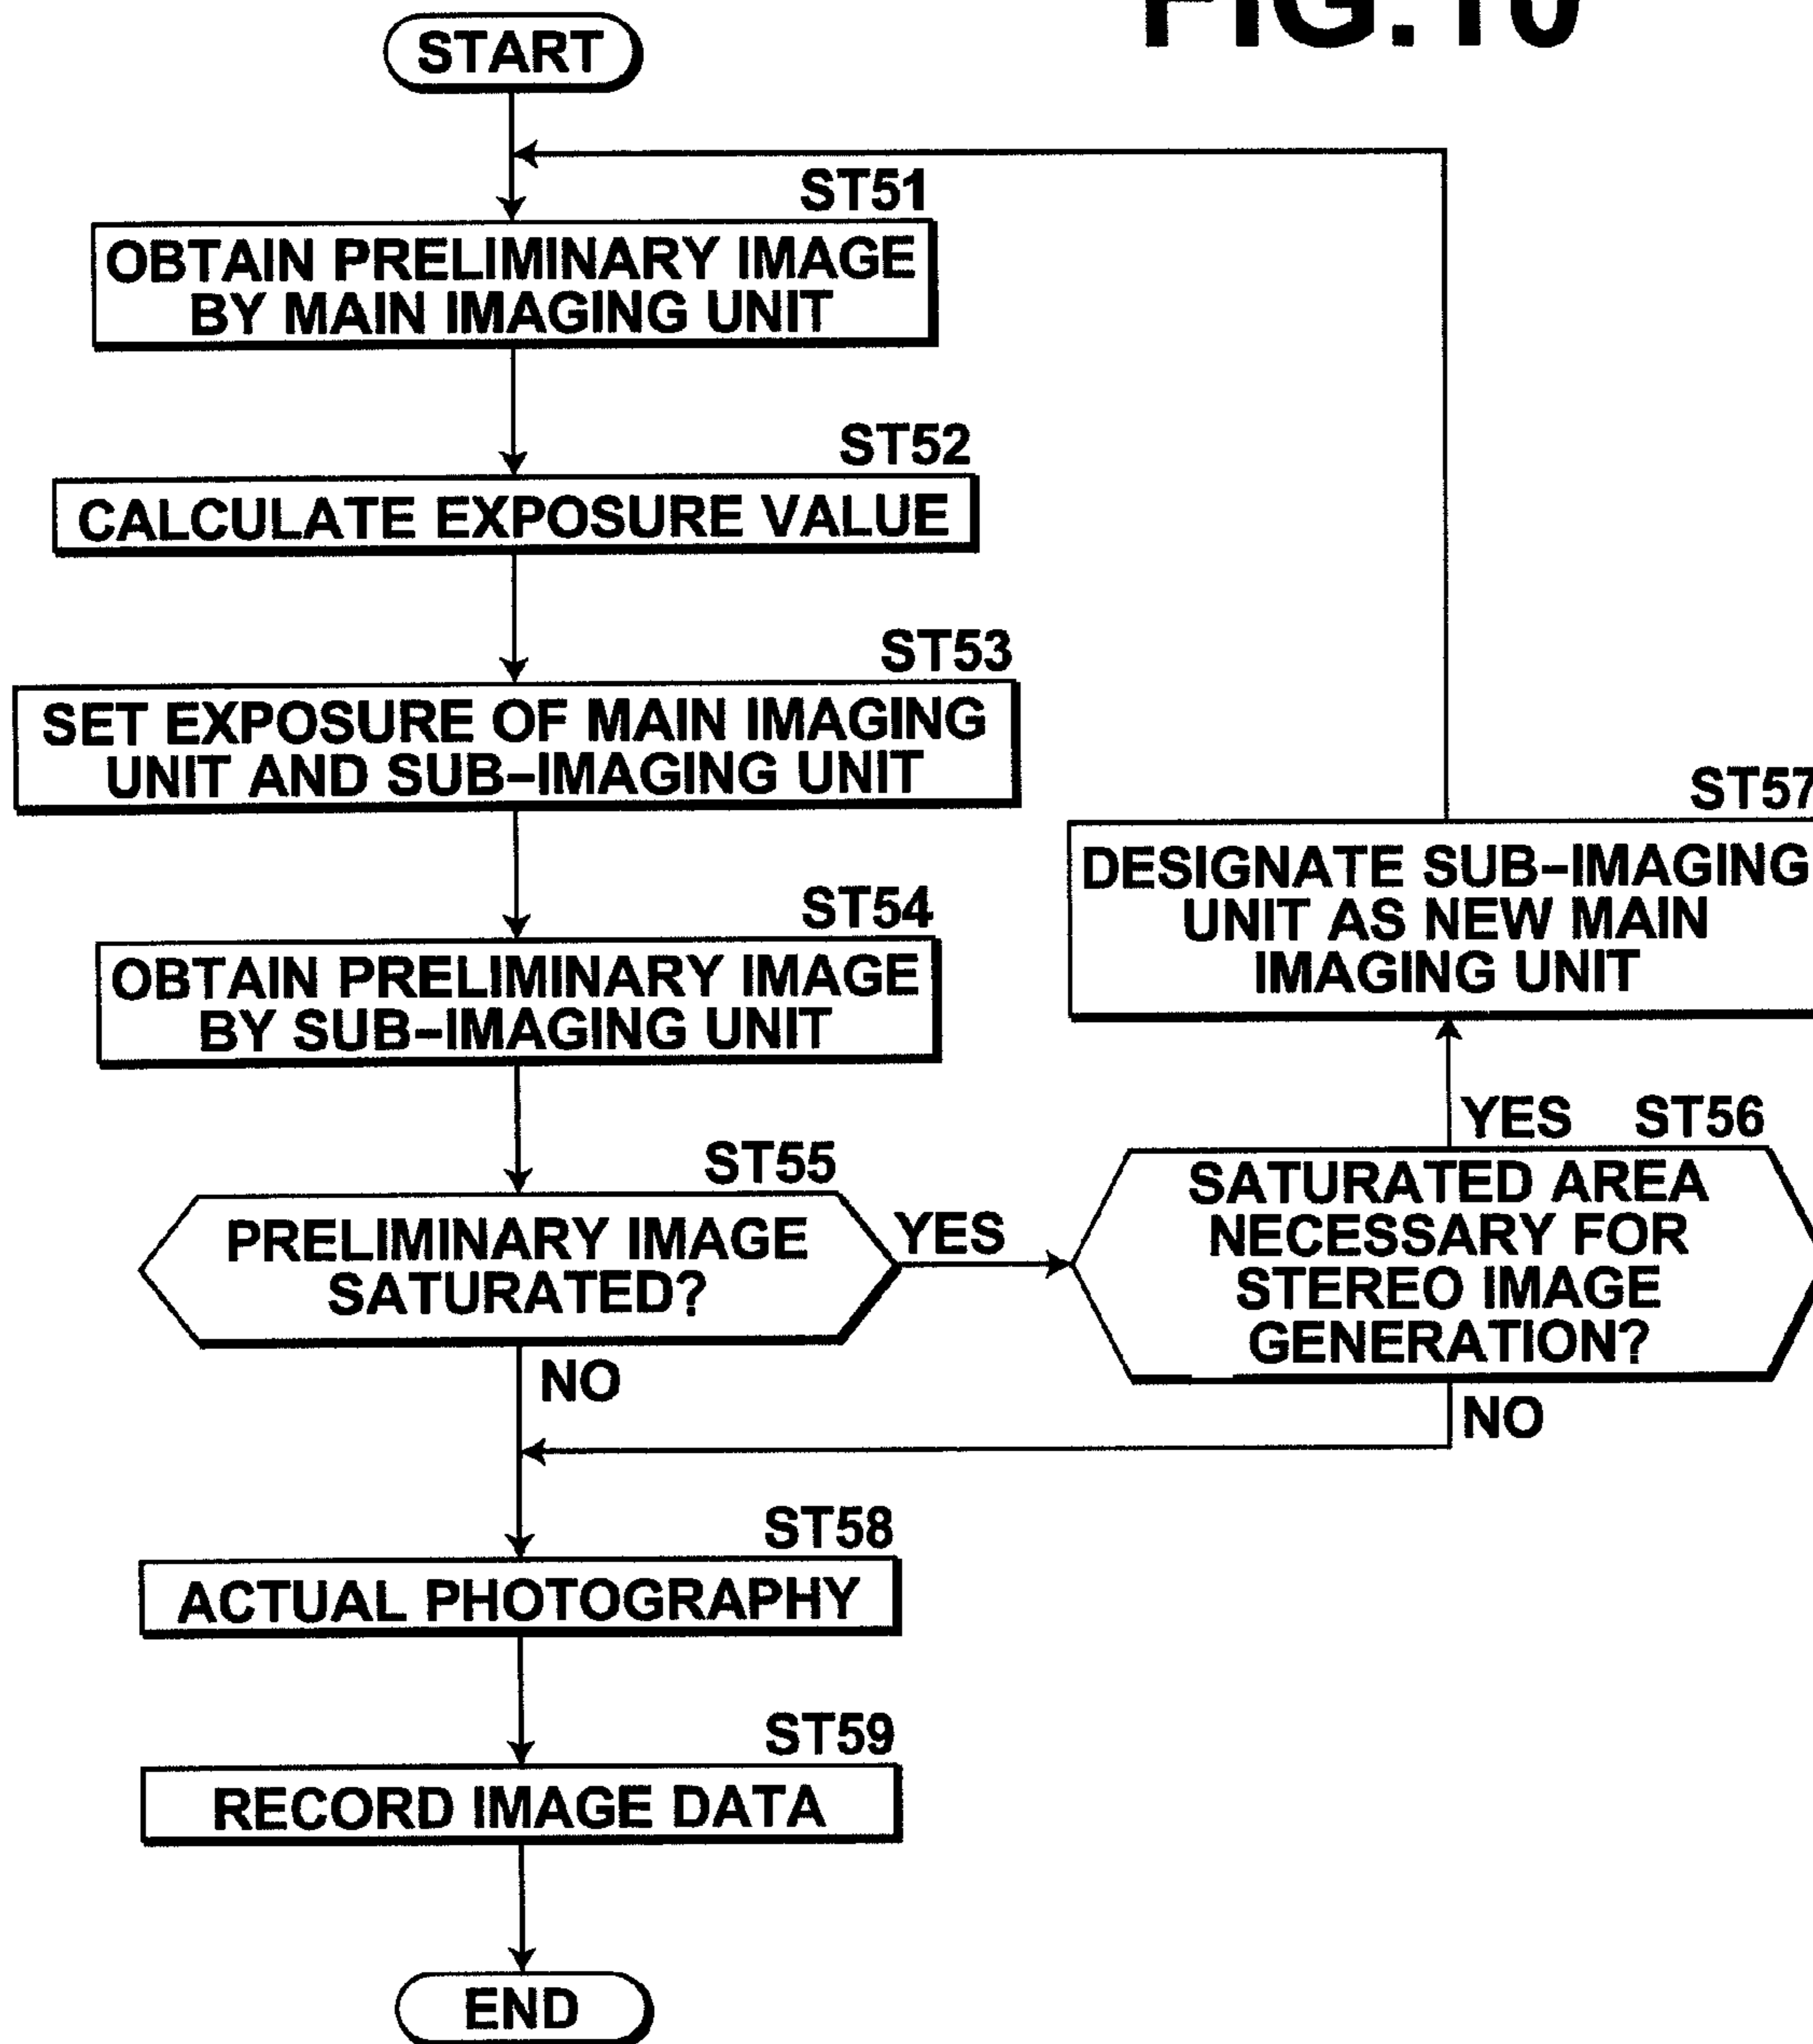 FIG.10
START
ST51
OBTAIN PRELIMINARY IMAGE
BY MAIN IMAGING UNIT
ST52
CALCULATE EXPOSURE VALUE
ST53
SET EXPOSURE OF MAIN IMAGING
UNIT AND SUB-IMAGING UNIT
ST54
OBTAIN PRELIMINARY IMAGE
BY SUB-IMAGING UNIT
ST55
PRELIMINARY IMAGE
SATURATED?
YES
NO
ST57
DESIGNATE SUB-IMAGING
UNIT AS NEW MAIN
IMAGING UNIT
YES ST56
SATURATED AREA
NECESSARY FOR
STEREO IMAGE
GENERATION?
NO
ST58
ACTUAL PHOTOGRAPHY
ST59
RECORD IMAGE DATA
END